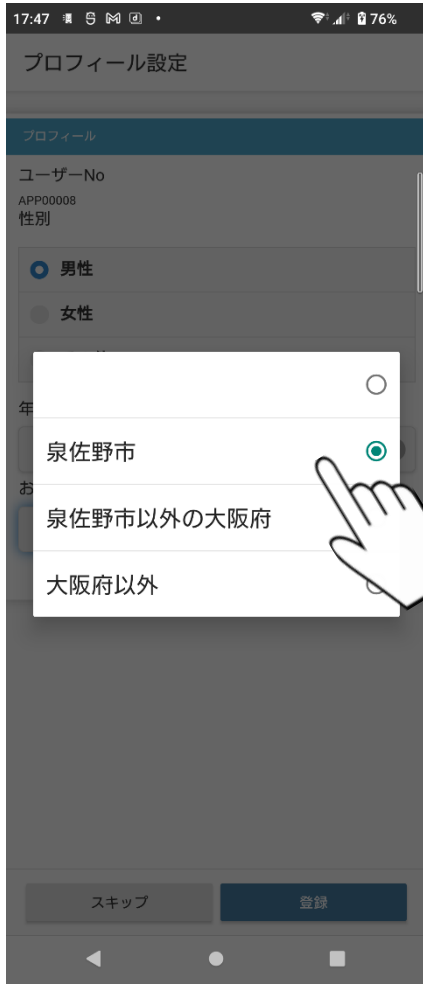 17:47
76%
プロフィール設定
プロフィール
ユーザーNo
APP00008
性別
男性
女性
年
泉佐野市
お
泉佐野市以外の大阪府
大阪府以外
スキップ
登録